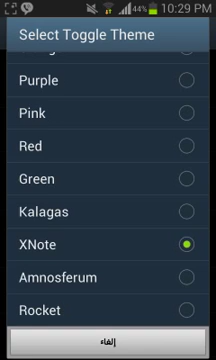 44% 10:29 PM
Select Toggle Theme
Purple
Pink
Red
Green
Kalagas
XNote
Amnosferum
Rocket
إلغاء